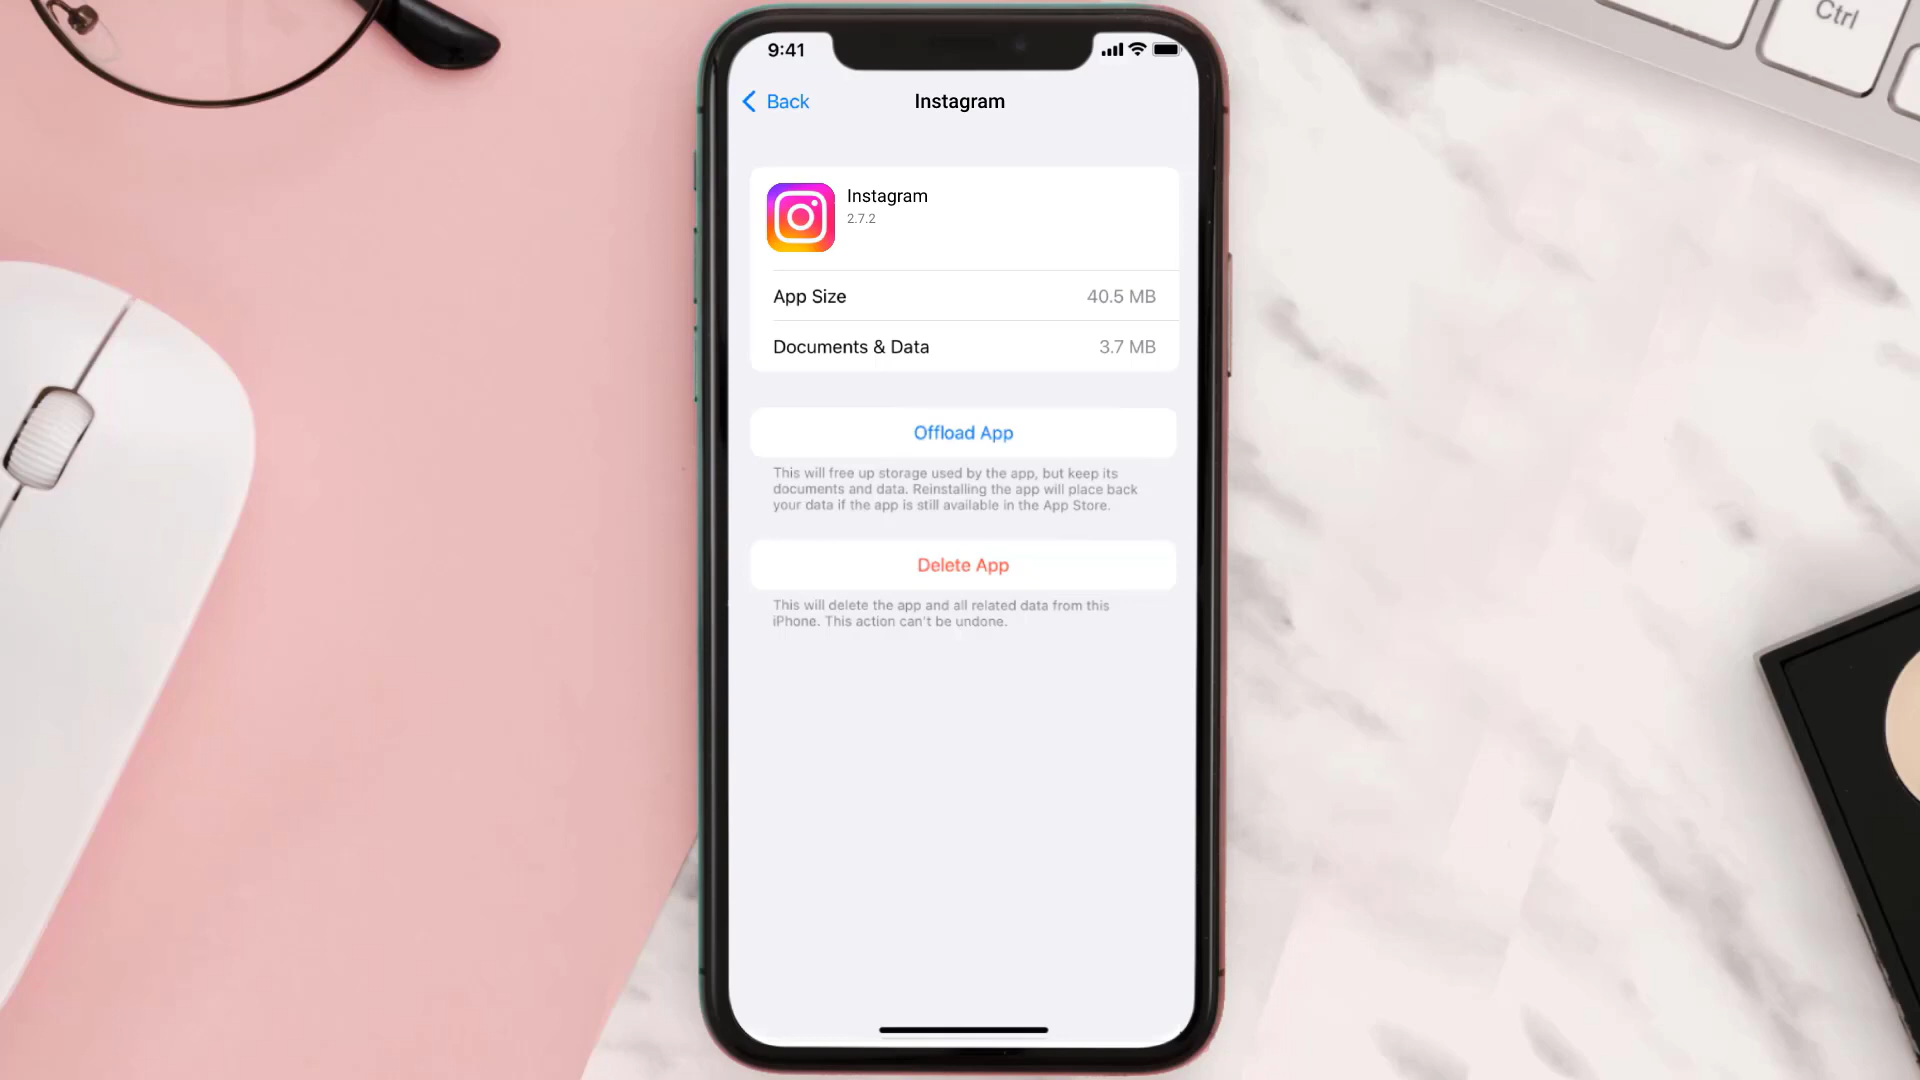 Ctrl
9:41
Back
Instagram
Instagram
2.7.2
App Size
40.5 MB
Documents & Data
3.7 MB
Offload App
This will free up storage used by the app, but keep its
documents and data. Reinstalling the app will place back
your data if the app is still available in the App Store.
Delete App
This will delete the app and all related data from this
iPhone. This action can't be undone.